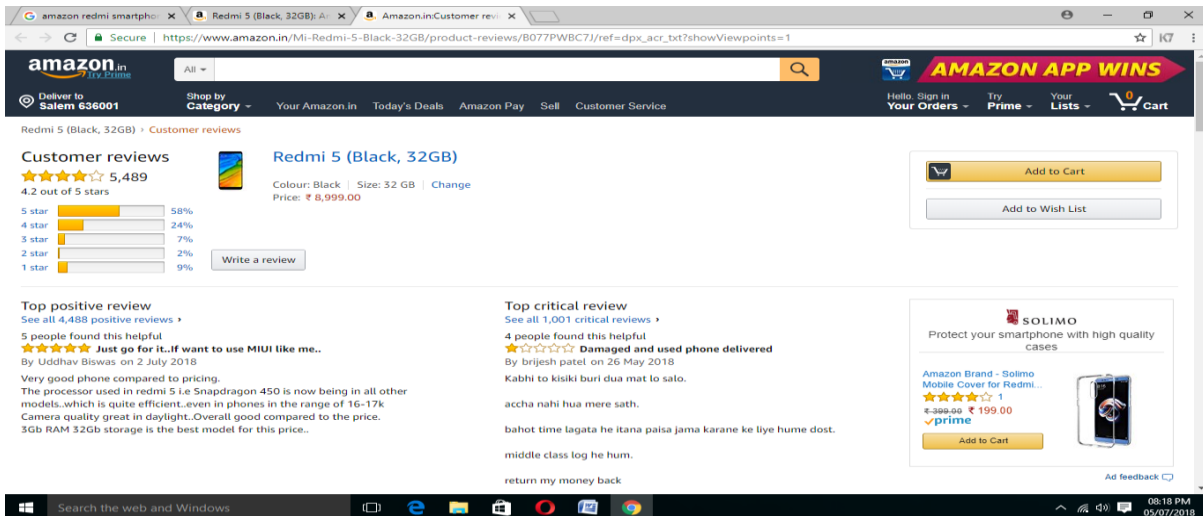 amazon redmi smartphon
Redmi 5 (Black, 32GB): Am
Amazon.in:Customer revi
Secure | https://www.amazon.in/Mi-Redmi-5-Black-32GB/product-reviews/B077PWBC7J/ref=dpx_acr_txt?showViewpoints=1
K7
amazon.in
Try Prime
All
amazon
AMAZON APP WINS
Deliver to
Salem 636001
Shop by
Category
Your Amazon.in Today's Deals Amazon Pay Sell Customer Service
Hello. Sign in
Your Orders
Try
Prime
Your
Lists
0
Cart
Redmi 5 (Black, 32GB) › Customer reviews
Customer reviews
5,489
4.2 out of 5 stars
5 star 58%
4 star 24%
3 star 7%
2 star 2%
1 star 9%
Redmi 5 (Black, 32GB)
Colour: Black | Size: 32 GB | Change
Price: ₹ 8,999.00
Write a review
Add to Cart
Add to Wish List
Top positive review
See all 4,488 positive reviews ›
5 people found this helpful
Just go for it..If want to use MIUI like me..
By Uddhav Biswas on 2 July 2018
Very good phone compared to pricing.
The processor used in redmi 5 i.e Snapdragon 450 is now being in all other
models..which is quite efficient..even in phones in the range of 16-17k
Camera quality great in daylight..Overall good compared to the price.
3Gb RAM 32Gb storage is the best model for this price..
Top critical review
See all 1,001 critical reviews ›
4 people found this helpful
Damaged and used phone delivered
By brijesh patel on 26 May 2018
Kabhi to kisiki buri dua mat lo salo.
accha nahi hua mere sath.
bahot time lagata he itana paisa jama karane ke liye hume dost.
middle class log he hum.
return my money back
SOLIMO
Protect your smartphone with high quality
cases
Amazon Brand - Solimo
Mobile Cover for Redmi...
1
₹ 399.00 ₹ 199.00
prime
Add to Cart
Ad feedback
Search the web and Windows
08:18 PM
05/07/2018